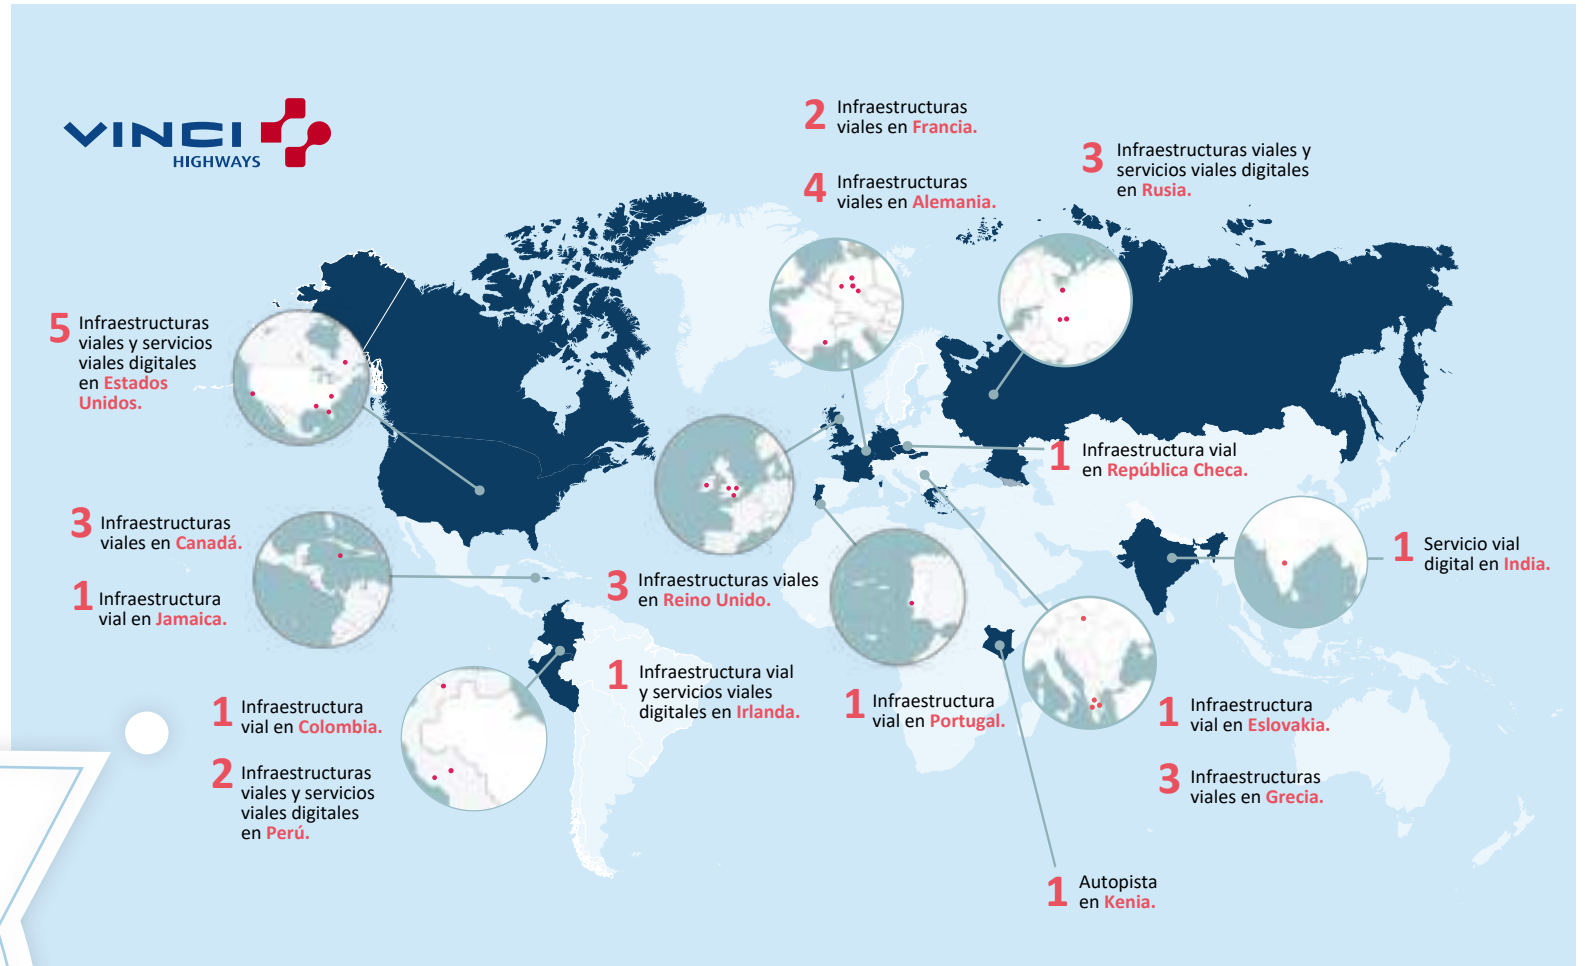 VINCI
HIGHWAYS
2 Infraestructuras
viales en Francia.
4 Infraestructuras
viales en Alemania.
3 Infraestructuras viales y
servicios viales digitales
en Rusia.
5 Infraestructuras
viales y servicios
viales digitales
en Estados
Unidos.
1 Infraestructura vial
en República Checa.
3 Infraestructuras
viales en Canadá.
1 Infraestructura
vial en Jamaica.
3 Infraestructuras viales
en Reino Unido.
1 Servicio vial
digital en India.
1 Infraestructura vial
y servicios viales
digitales en Irlanda.
1 Infraestructura
vial en Portugal.
1 Infraestructura
vial en Eslovakia.
3 Infraestructuras
viales en Grecia.
1 Infraestructura
vial en Colombia.
2 Infraestructuras
viales y servicios
viales digitales
en Perú.
1 Autopista
en Kenia.